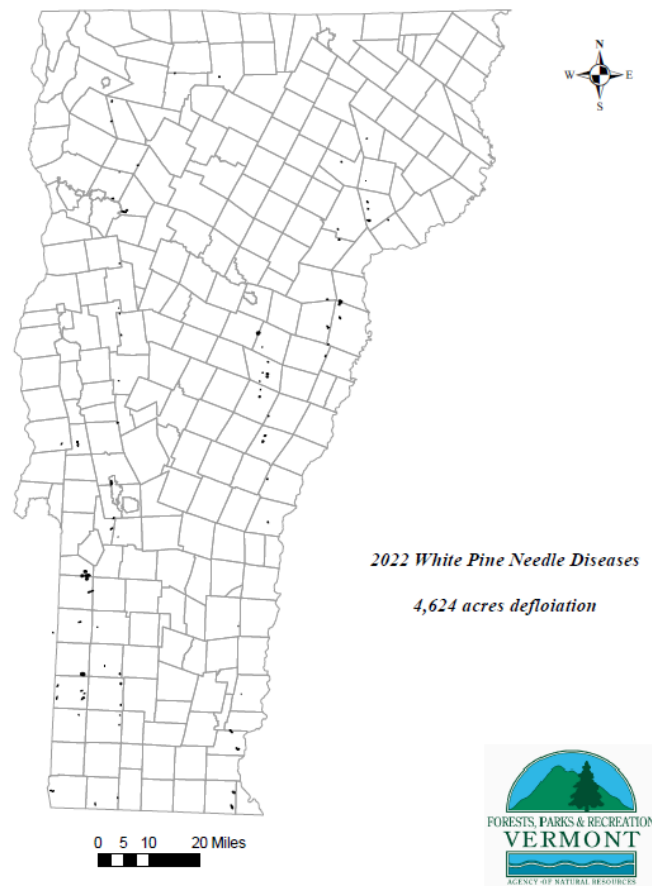 N
W E
S
2022 White Pine Needle Diseases
4,624 acres defloiation
0 5 10 20 Miles
FORESTS, PARKS & RECREATION
VERMONT
AGENCY OF NATURAL RESOURCES